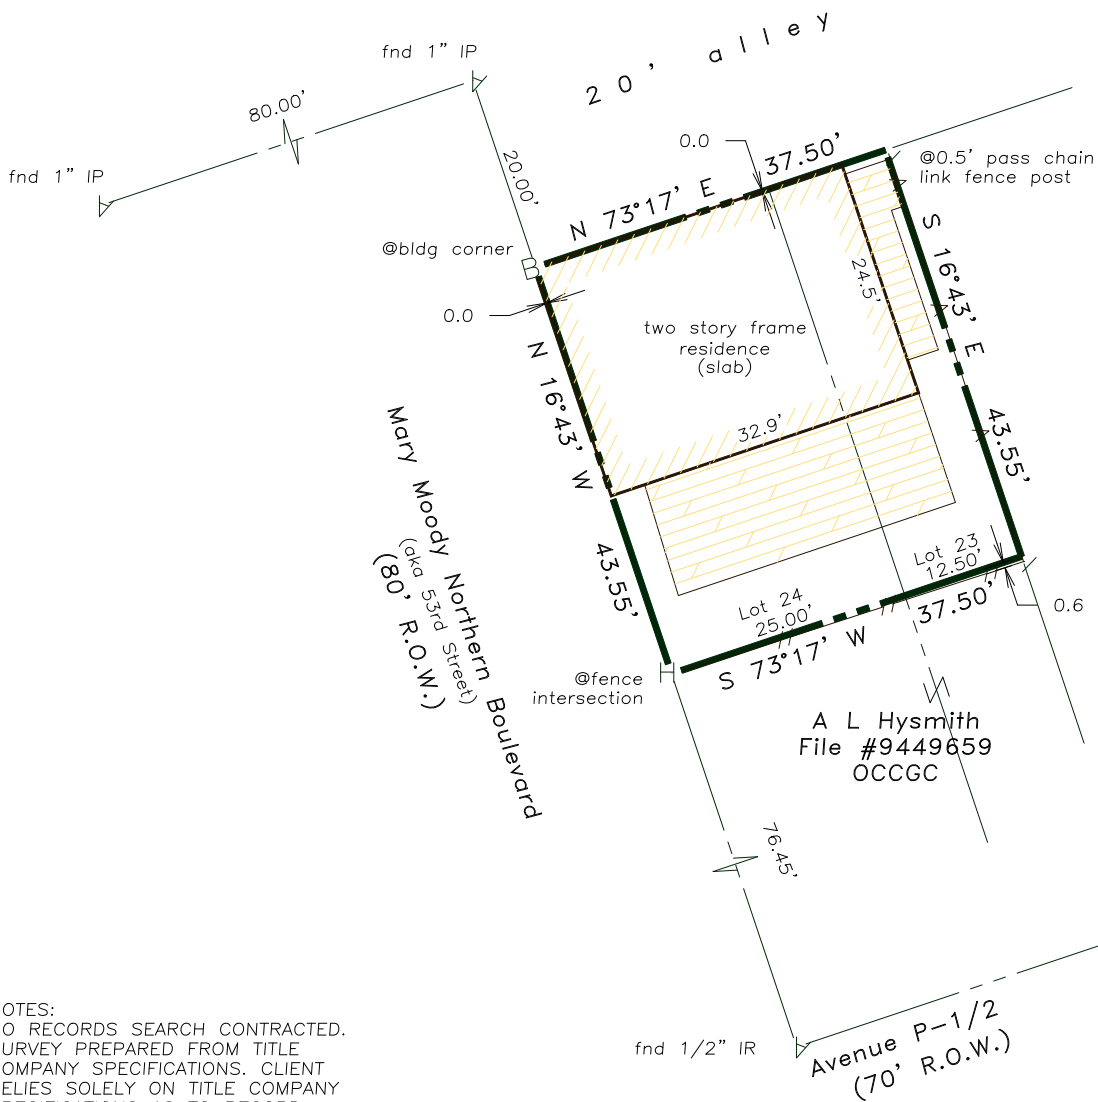 20' alley
fnd 1" IP
80.00'
fnd 1" IP
20.00'
0.0
37.50'
@0.5' pass chain
link fence post
N 73°17' E
@bldg corner
S 16°43' E
24.5'
0.0
two story frame
residence
(slab)
N 16°43' W
32.9'
43.55'
Mary Moody Northern Boulevard
(aka 53rd Street)
(80' R.O.W.)
43.55'
Lot 23
12.50'
Lot 24
25.00'
37.50'
0.6
S 73°17' W
@fence
intersection
A L Hysmith
File #9449659
OCCGC
76.45'
OTES:
O RECORDS SEARCH CONTRACTED.
URVEY PREPARED FROM TITLE
OMPANY SPECIFICATIONS. CLIENT
ELIES SOLELY ON TITLE COMPANY
fnd 1/2" IR
Avenue P-1/2
(70' R.O.W.)